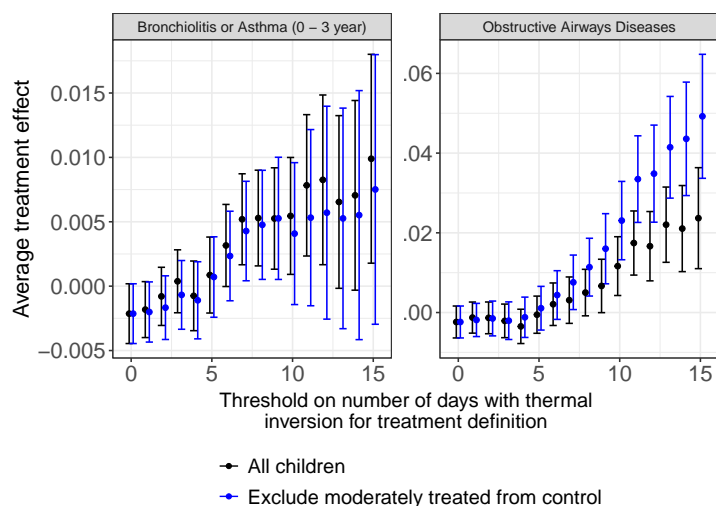 Bronchiolitis or Asthma (0 − 3 year)
Obstructive Airways Diseases
Average treatment effect
0.015
0.010
0.005
0.000
−0.005
.06
.04
.02
.00
0 5 10 15
0 5 10 15
Threshold on number of days with thermal
inversion for treatment definition
All children
Exclude moderately treated from control